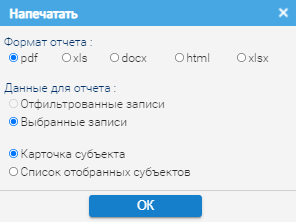 Напечатать
Формат отчета :
pdf xls docx html xlsx
Данные для отчета :
Отфильтрованные записи
Выбранные записи
Карточка субъекта
Список отобранных субъектов
OK